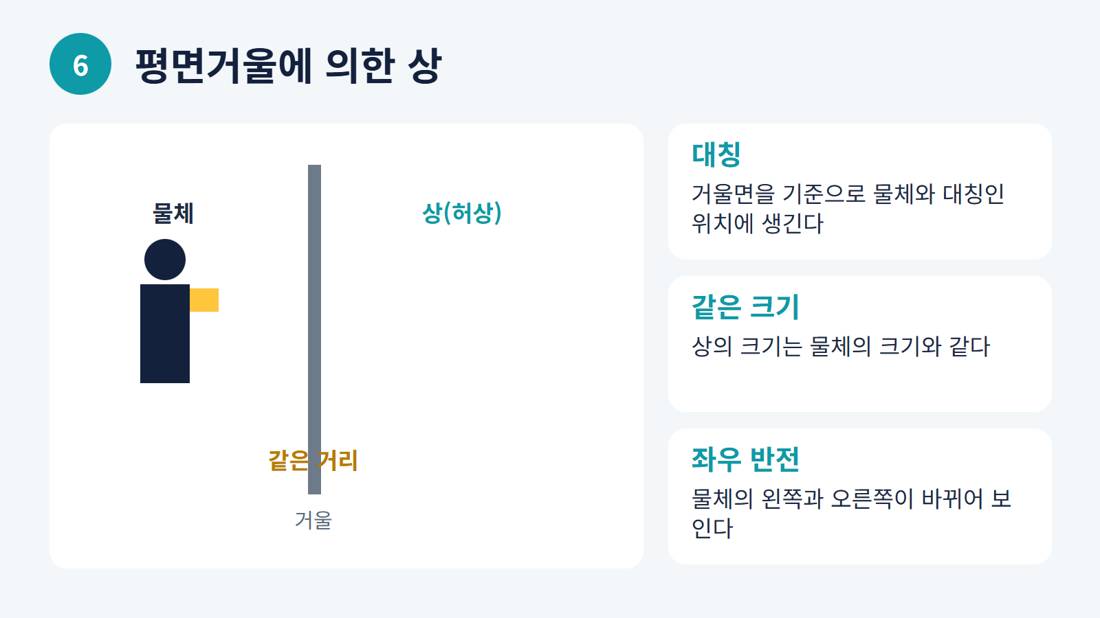 6
평면거울에 의한 상
물체
상(허상)
같은 거리
거울
대칭
거울면을 기준으로 물체와 대칭인
위치에 생긴다
같은 크기
상의 크기는 물체의 크기와 같다
좌우 반전
물체의 왼쪽과 오른쪽이 바뀌어 보
인다